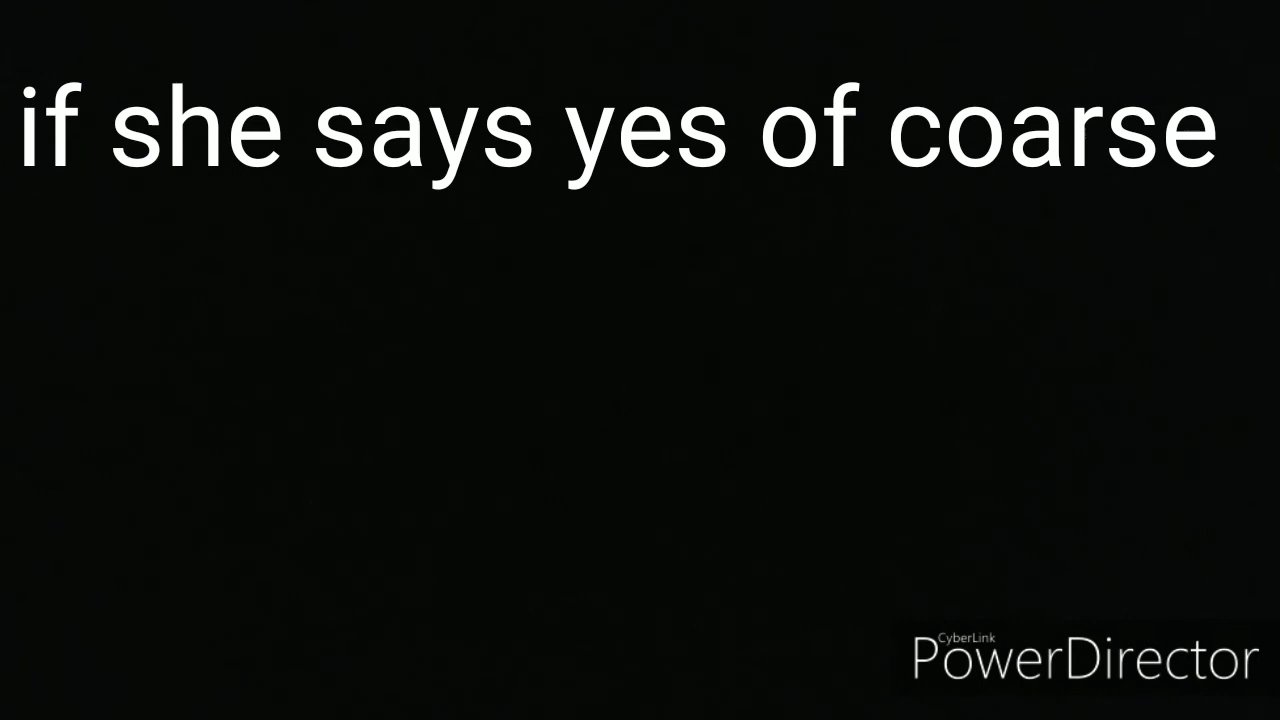 if she says yes of coarse
CyberLink
PowerDirector